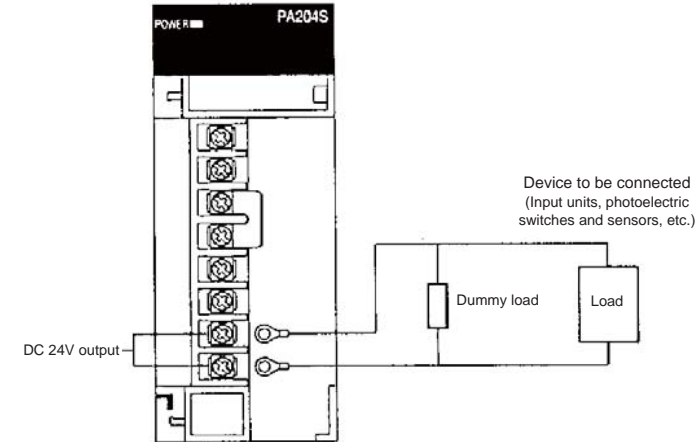 POWER
PA204S
Device to be connected
(Input units, photoelectric
switches and sensors, etc.)
Dummy load
Load
DC 24V output